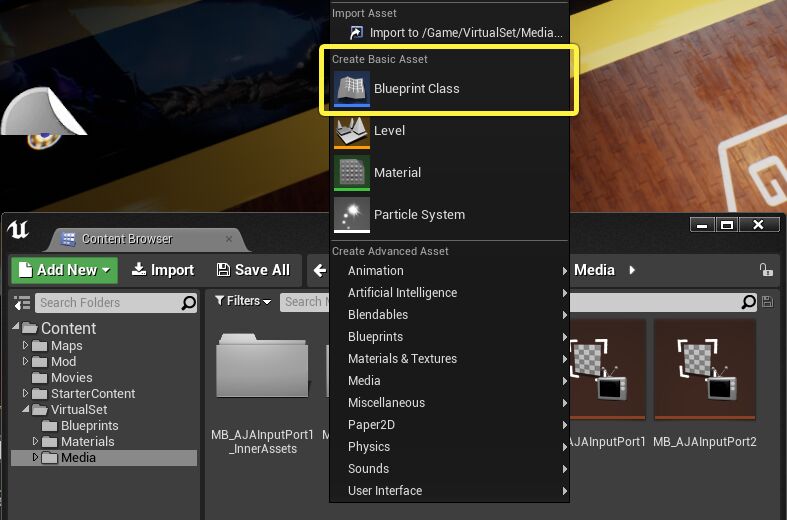 Import Asset
Import to /Game/VirtualSet/Media...
Create Basic Asset
Blueprint Class
Level
Material
Particle System
Content Browser
Create Advanced Asset
Add New
Import
Save All
Media
Animation
Search Folders
Filters
Search M
Artificial Intelligence
Blendables
Blueprints
Materials & Textures
Media
Miscellaneous
Paper2D
Physics
Sounds
User Interface
Content
Maps
Mod
Movies
StarterContent
VirtualSet
Blueprints
Materials
Media
MB_AJAInputPort1
_InnerAssets
AJAInputPort1
MB_AJAInputPort2